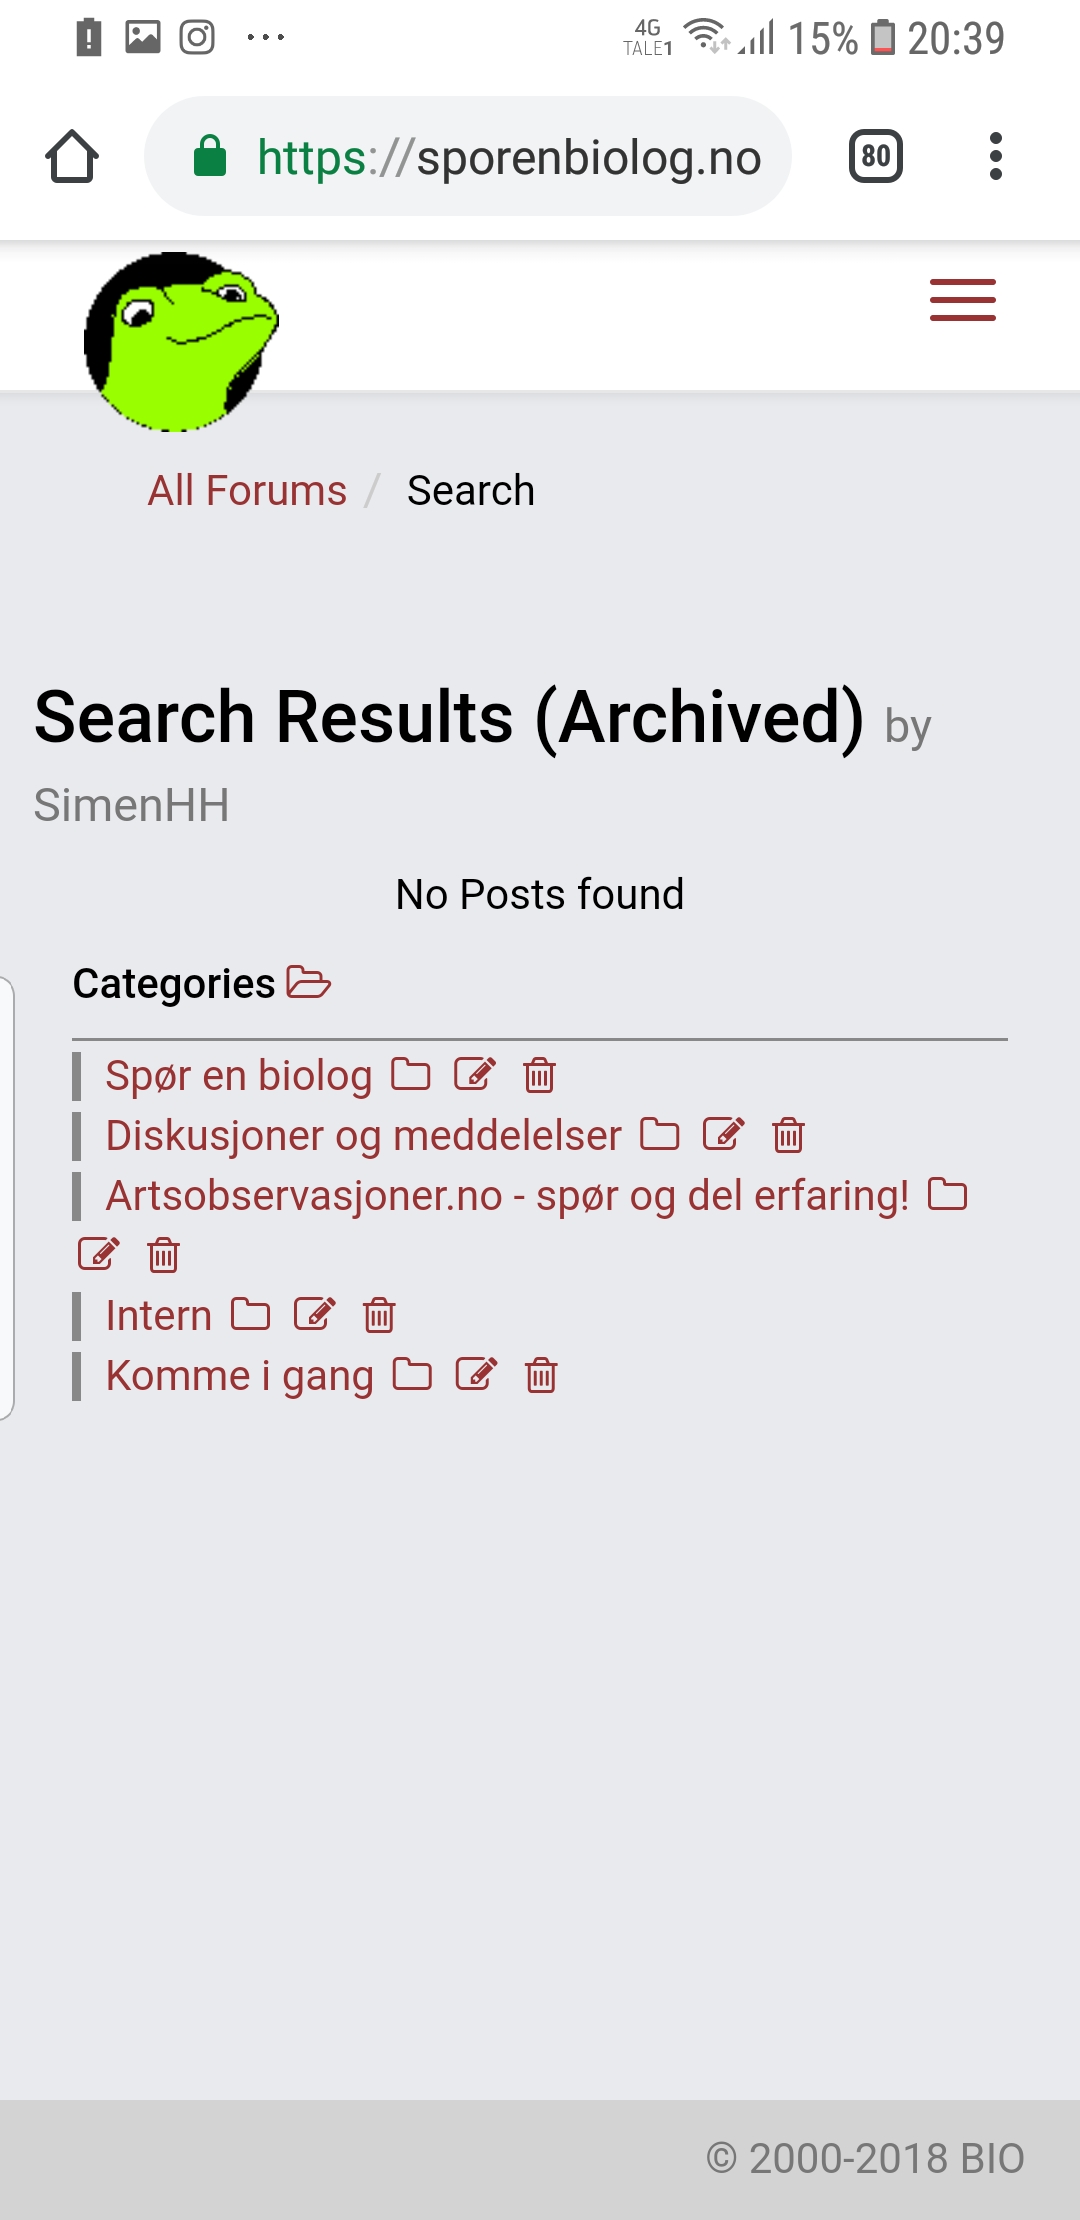 4G
TALE1
15%
20:39
https://sporenbiolog.no
80
All Forums / Search
Search Results (Archived) by
SimenHH
No Posts found
Categories
Spør en biolog
Diskusjoner og meddelelser
Artsobservasjoner.no - spør og del erfaring!
Intern
Komme i gang
© 2000-2018 BIO